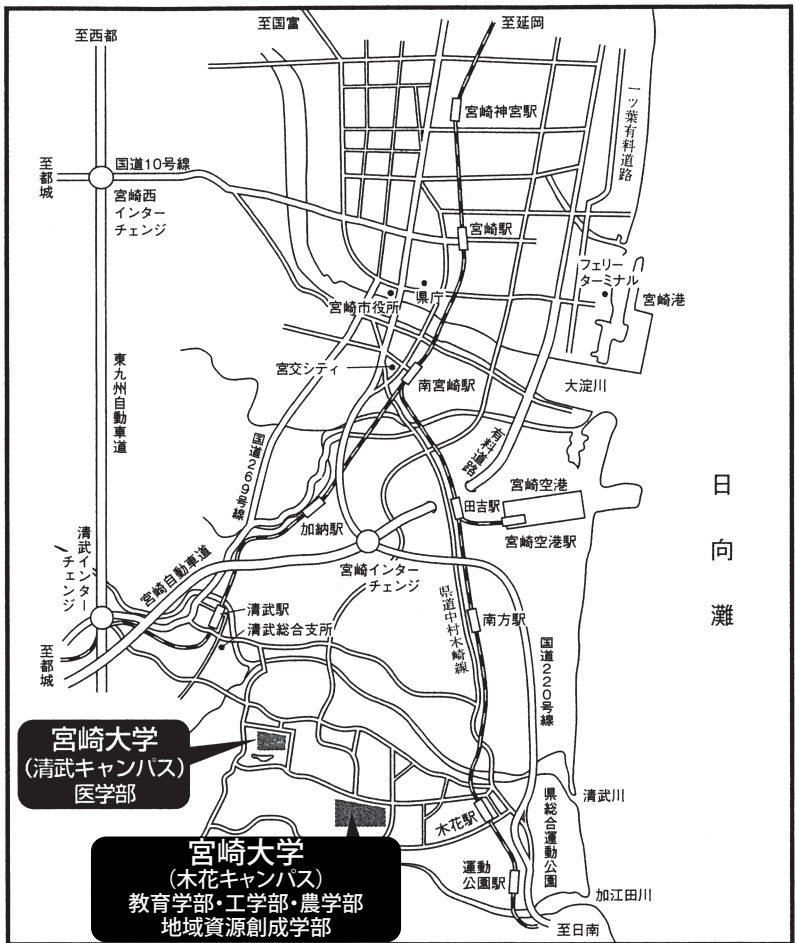 至国富
至延岡
至西都
一ッ葉有料道路
宮崎神宮駅
国道10号線
至都城
宮崎西
インター
チェンジ
宮崎駅
フェリー
ターミナル
県庁
宮崎市役所
宮崎港
宮交シティ
南宮崎駅
大淀川
東九州自動車道
国道269号線
有料道路
宮崎空港
田吉駅
日向灘
加納駅
宮崎空港駅
清武インター
チェンジ
宮崎自動車道
宮崎インター
チェンジ
県道中村木崎線
清武駅
南方駅
清武総合支所
国道220号線
至都城
宮崎大学
(清武キャンパス)
医学部
清武川
県総合運動公園
木花駅
宮崎大学
(木花キャンパス)
教育学部・工学部・農学部
地域資源創成学部
運動
公園駅
加江田川
至日南